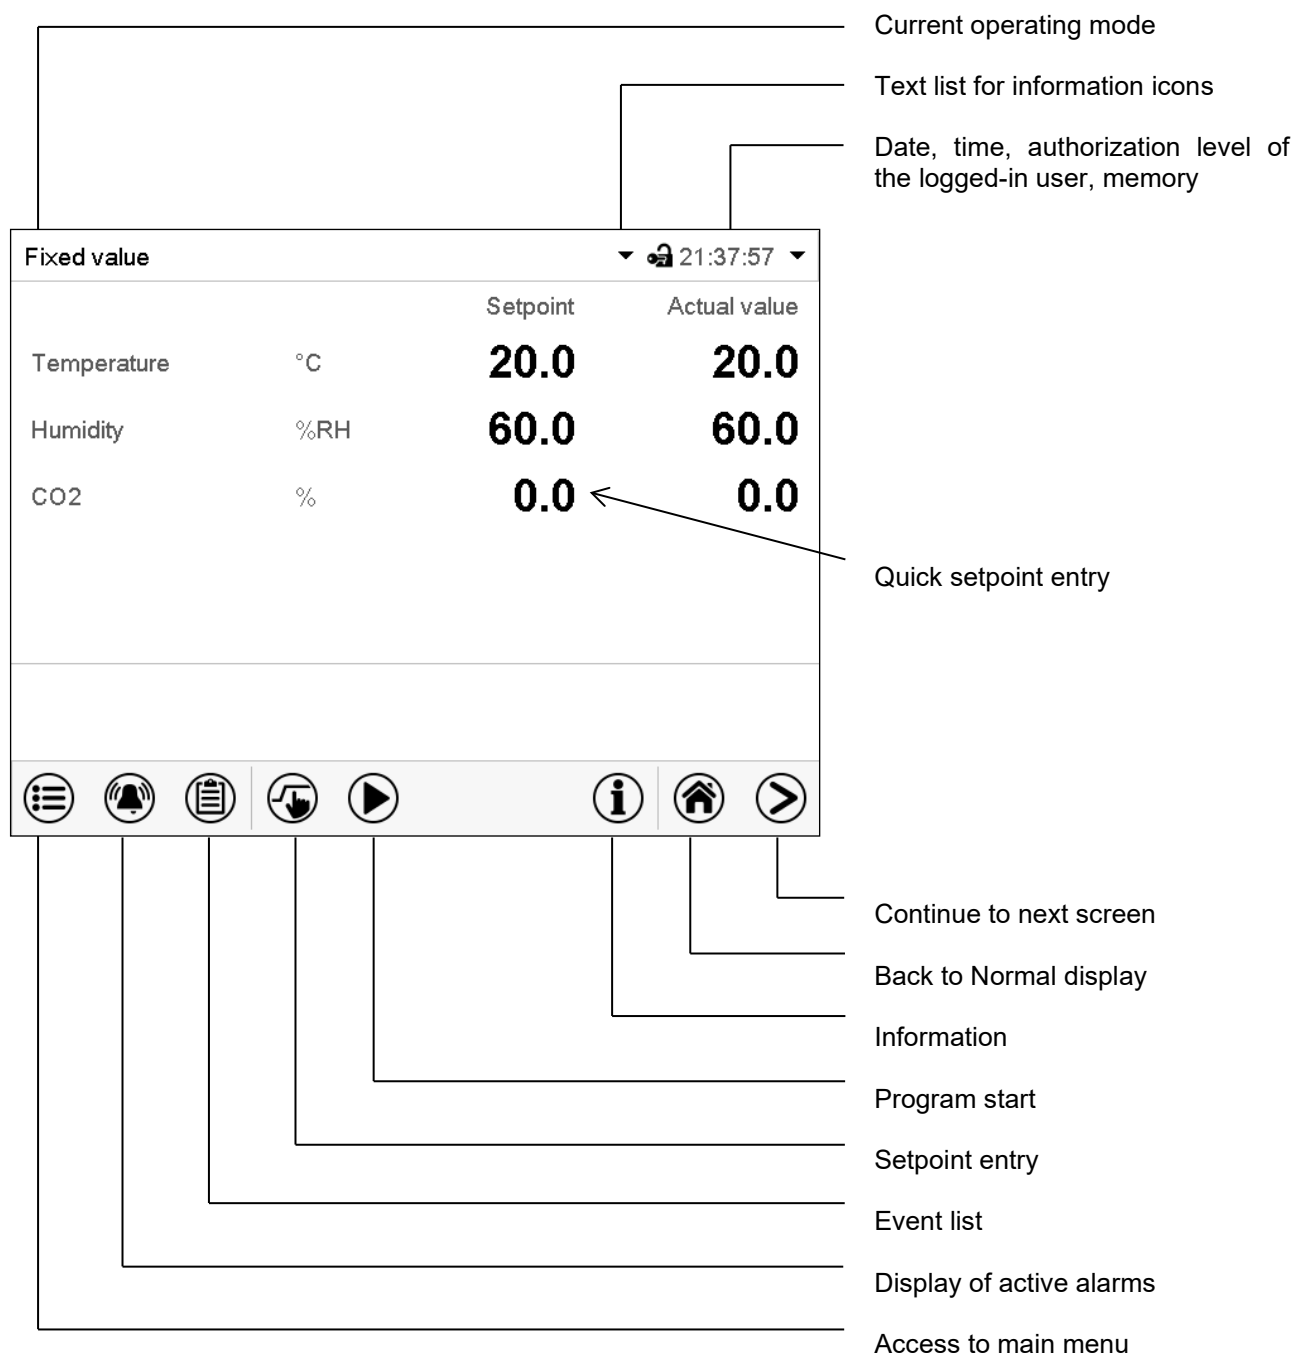 Current operating mode
Text list for information icons
Date, time, authorization level of
the logged-in user, memory
Fixed value 21:37:57
Setpoint Actual value
Temperature °C 20.0 20.0
Humidity %RH 60.0 60.0
CO2 % 0.0 0.0
Quick setpoint entry
Continue to next screen
Back to Normal display
Information
Program start
Setpoint entry
Event list
Display of active alarms
Access to main menu